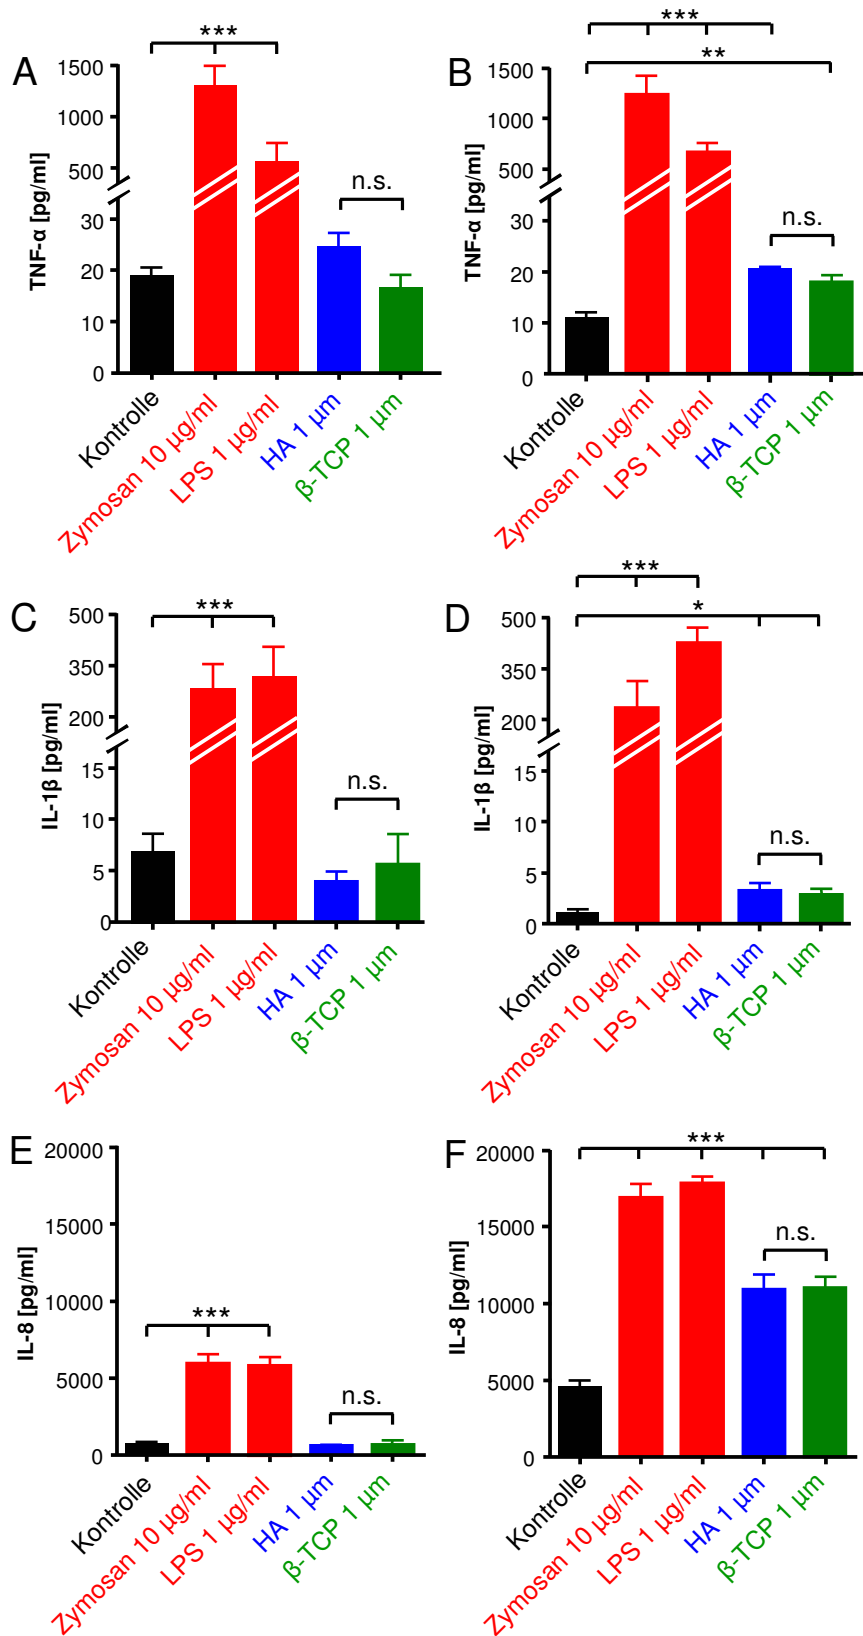 A
***
TNF-α [pg/ml]
1500
1000
500
30
20
10
0
n.s.
Kontrolle
Zymosan 10 µg/ml
LPS 1 µg/ml
HA 1 µm
β-TCP 1 µm
B
***
**
TNF-α [pg/ml]
1500
1000
500
30
20
10
0
n.s.
Kontrolle
Zymosan 10 µg/ml
LPS 1 µg/ml
HA 1 µm
β-TCP 1 µm
C
***
IL-1β [pg/ml]
500
350
200
15
10
5
0
n.s.
Kontrolle
Zymosan 10 µg/ml
LPS 1 µg/ml
HA 1 µm
β-TCP 1 µm
D
***
*
IL-1β [pg/ml]
500
350
200
15
10
5
0
n.s.
Kontrolle
Zymosan 10 µg/ml
LPS 1 µg/ml
HA 1 µm
β-TCP 1 µm
E
IL-8 [pg/ml]
20000
15000
10000
5000
0
***
n.s.
Kontrolle
Zymosan 10 µg/ml
LPS 1 µg/ml
HA 1 µm
β-TCP 1 µm
F
***
IL-8 [pg/ml]
20000
15000
10000
5000
0
n.s.
Kontrolle
Zymosan 10 µg/ml
LPS 1 µg/ml
HA 1 µm
β-TCP 1 µm